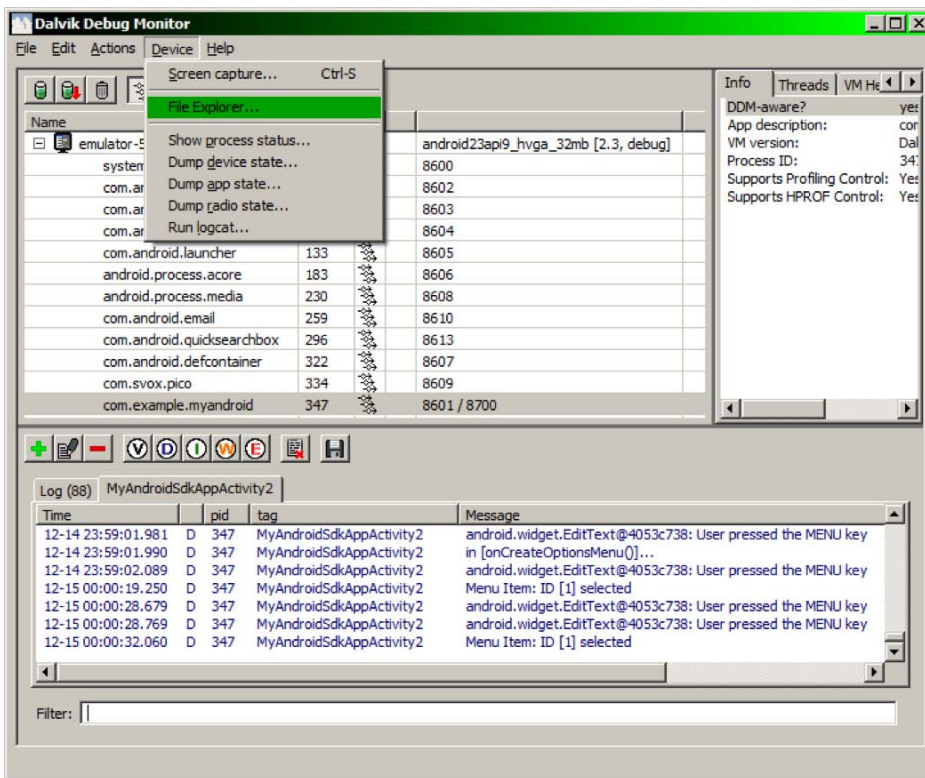 Dalvik Debug Monitor
File Edit Actions Device Help
Screen capture... Ctrl-S
File Explorer...
Show process status...
Dump device state...
Dump app state...
Dump radio state...
Run logcat...
Info Threads VM He
DDM-aware? yes
App description: cor
VM version: Dal
Process ID: 347
Supports Profiling Control: Yes
Supports HPROF Control: Yes
Name
emulator-5 android23api9_hvga_32mb [2.3, debug]
system 8600
com.ar 8602
com.ar 8603
com.ar 8604
com.android.launcher 133 8605
android.process.acore 183 8606
android.process.media 230 8608
com.android.email 259 8610
com.android.quicksearchbox 296 8613
com.android.defcontainer 322 8607
com.svox.pico 334 8609
com.example.myandroid 347 8601 / 8700
V D I W E
Log (88) MyAndroidSdkAppActivity2
Time pid tag Message
12-14 23:59:01.981 D 347 MyAndroidSdkAppActivity2 android.widget.EditText@4053c738: User pressed the MENU key
12-14 23:59:01.990 D 347 MyAndroidSdkAppActivity2 in [onCreateOptionsMenu()]...
12-14 23:59:02.089 D 347 MyAndroidSdkAppActivity2 android.widget.EditText@4053c738: User pressed the MENU key
12-15 00:00:19.250 D 347 MyAndroidSdkAppActivity2 Menu Item: ID [1] selected
12-15 00:00:28.679 D 347 MyAndroidSdkAppActivity2 android.widget.EditText@4053c738: User pressed the MENU key
12-15 00:00:28.769 D 347 MyAndroidSdkAppActivity2 android.widget.EditText@4053c738: User pressed the MENU key
12-15 00:00:32.060 D 347 MyAndroidSdkAppActivity2 Menu Item: ID [1] selected
Filter: